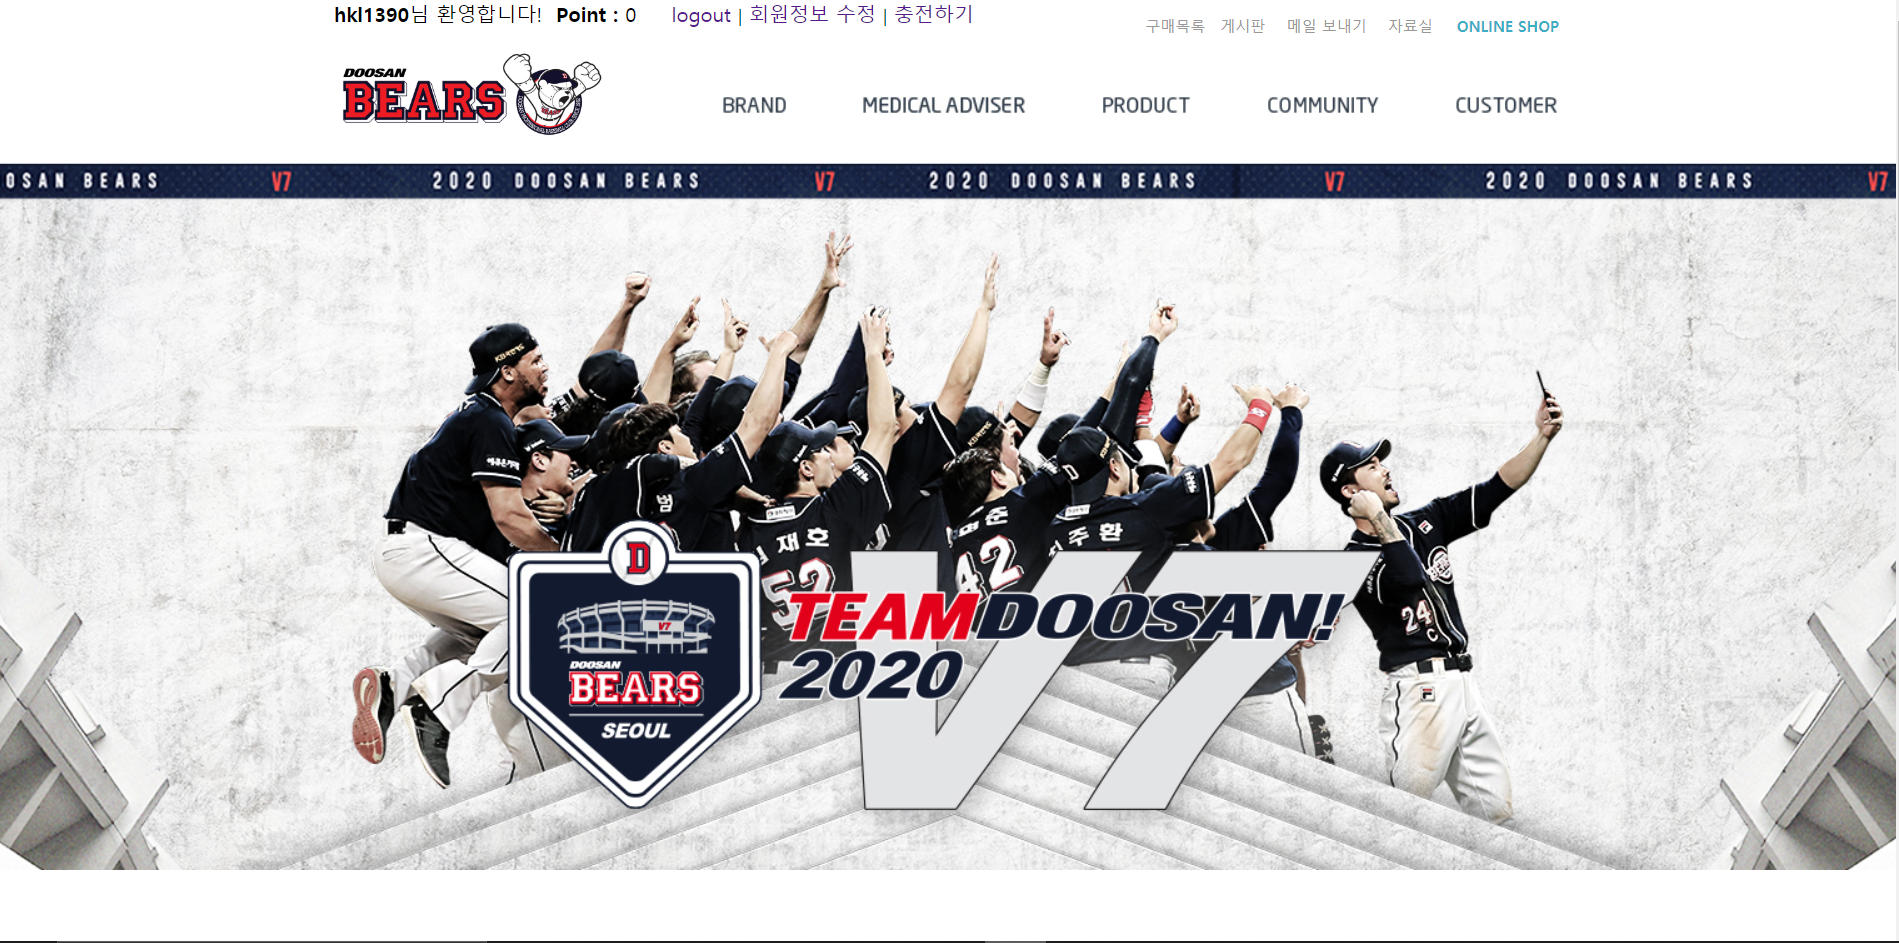 hkl1390님 환영합니다! Point : 0 logout | 회원정보 수정 | 충전하기
구매목록 게시판 메일 보내기 자료실 ONLINE SHOP
DOOSAN
BEARS
BRAND MEDICAL ADVISER PRODUCT COMMUNITY CUSTOMER
OSAN BEARS V7 2020 DOOSAN BEARS V7 2020 DOOSAN BEARS V7 2020 DOOSAN BEARS V7
범
재호
52
준
42
주환
24
C
D
V7
DOOSAN
BEARS
SEOUL
V7
TEAMDOOSAN!
2020